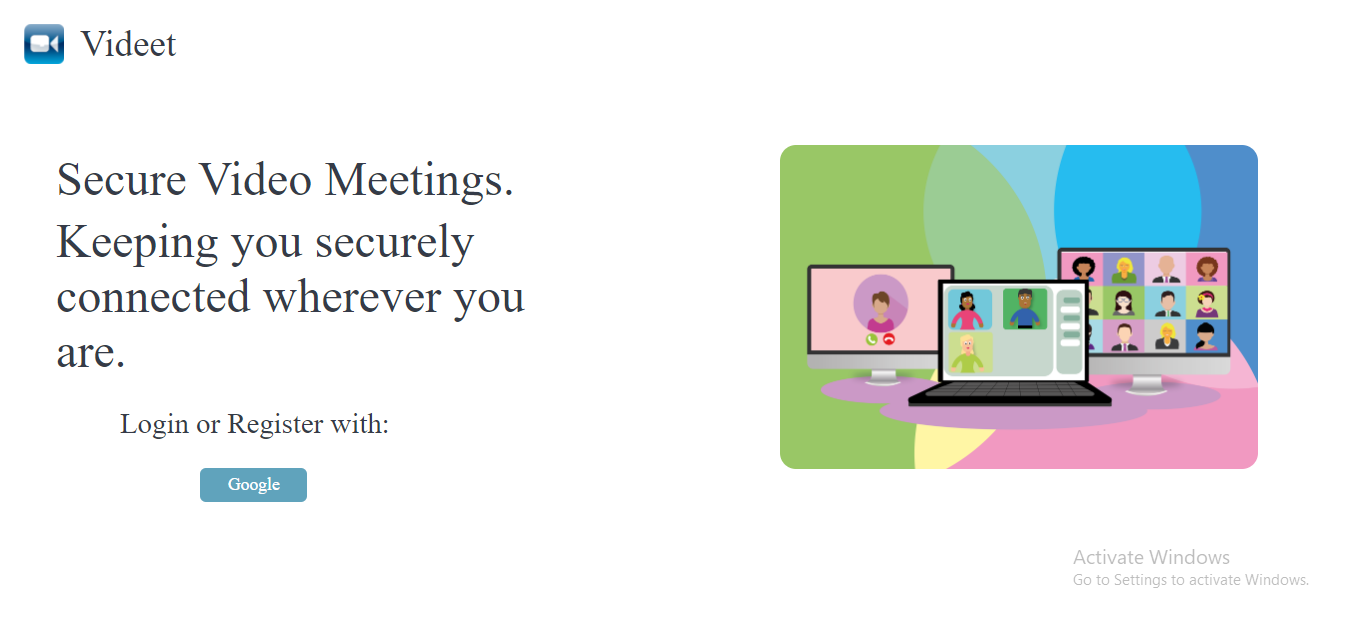 Videet
Secure Video Meetings.
Keeping you securely
connected wherever you
are.
Login or Register with:
Google
Activate Windows
Go to Settings to activate Windows.